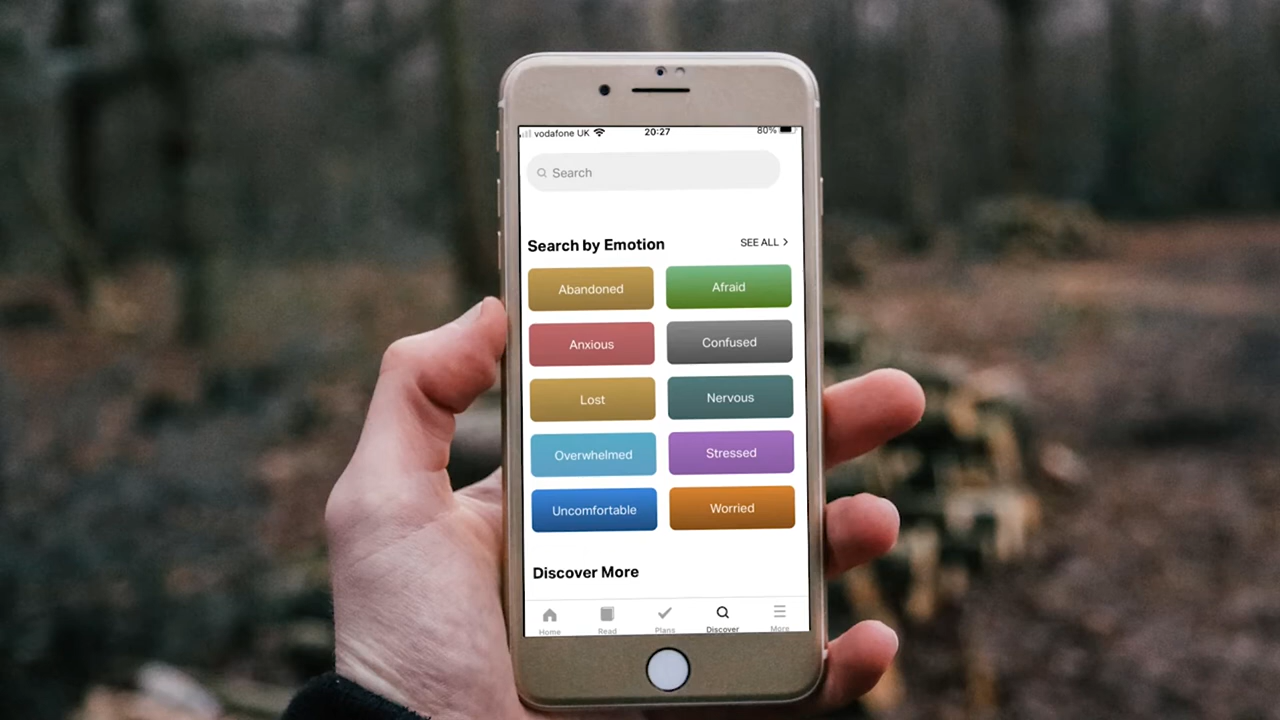 vodafone UK 20:27 80%
Search
Search by Emotion SEE ALL
Abandoned Afraid
Anxious Confused
Lost Nervous
Overwhelmed Stressed
Uncomfortable Worried
Discover More
Home Read Plans Discover More